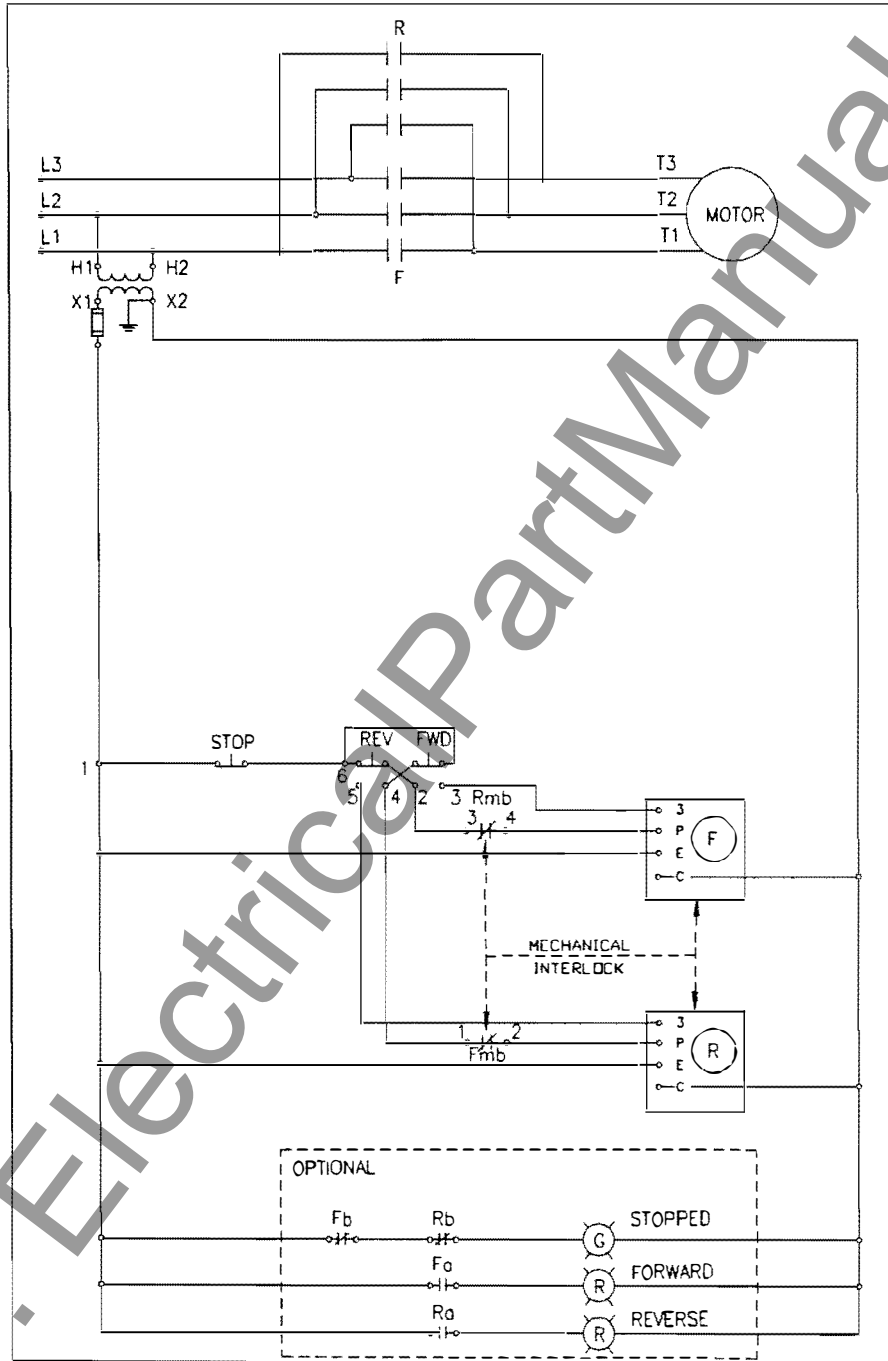 R
L3
T3
L2
T2
MOTOR
L1
T1
H1 H2
F
X1 X2
STOP
REV FWD
1
6
5 4 2 3 Rmb
3 4
3
P
F
E
C
MECHANICAL
INTERLOCK
3
1 2
P
R
Fmb
E
C
OPTIONAL
Fb Rb STOPPED
G
Fa FORWARD
R
Ra REVERSE
R
. ElectricalPartManual